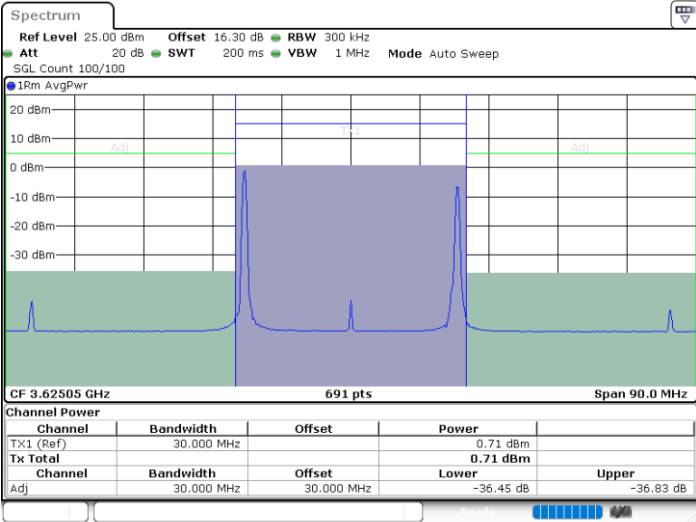 Spectrum
Ref Level 25.00 dBm Offset 16.30 dB RBW 300 kHz
Att 20 dB SWT 200 ms VBW 1 MHz Mode Auto Sweep
SGL Count 100/100
1Rm AvgPwr
20 dBm
TX1
10 dBm
Adj Adj
0 dBm
-10 dBm
-20 dBm
-30 dBm
CF 3.62505 GHz 691 pts Span 90.0 MHz
Channel Power
Channel Bandwidth Offset Power
TX1 (Ref) 30.000 MHz 0.71 dBm
Tx Total 0.71 dBm
Channel Bandwidth Offset Lower Upper
Adj 30.000 MHz 30.000 MHz -36.45 dB -36.83 dB
Ready